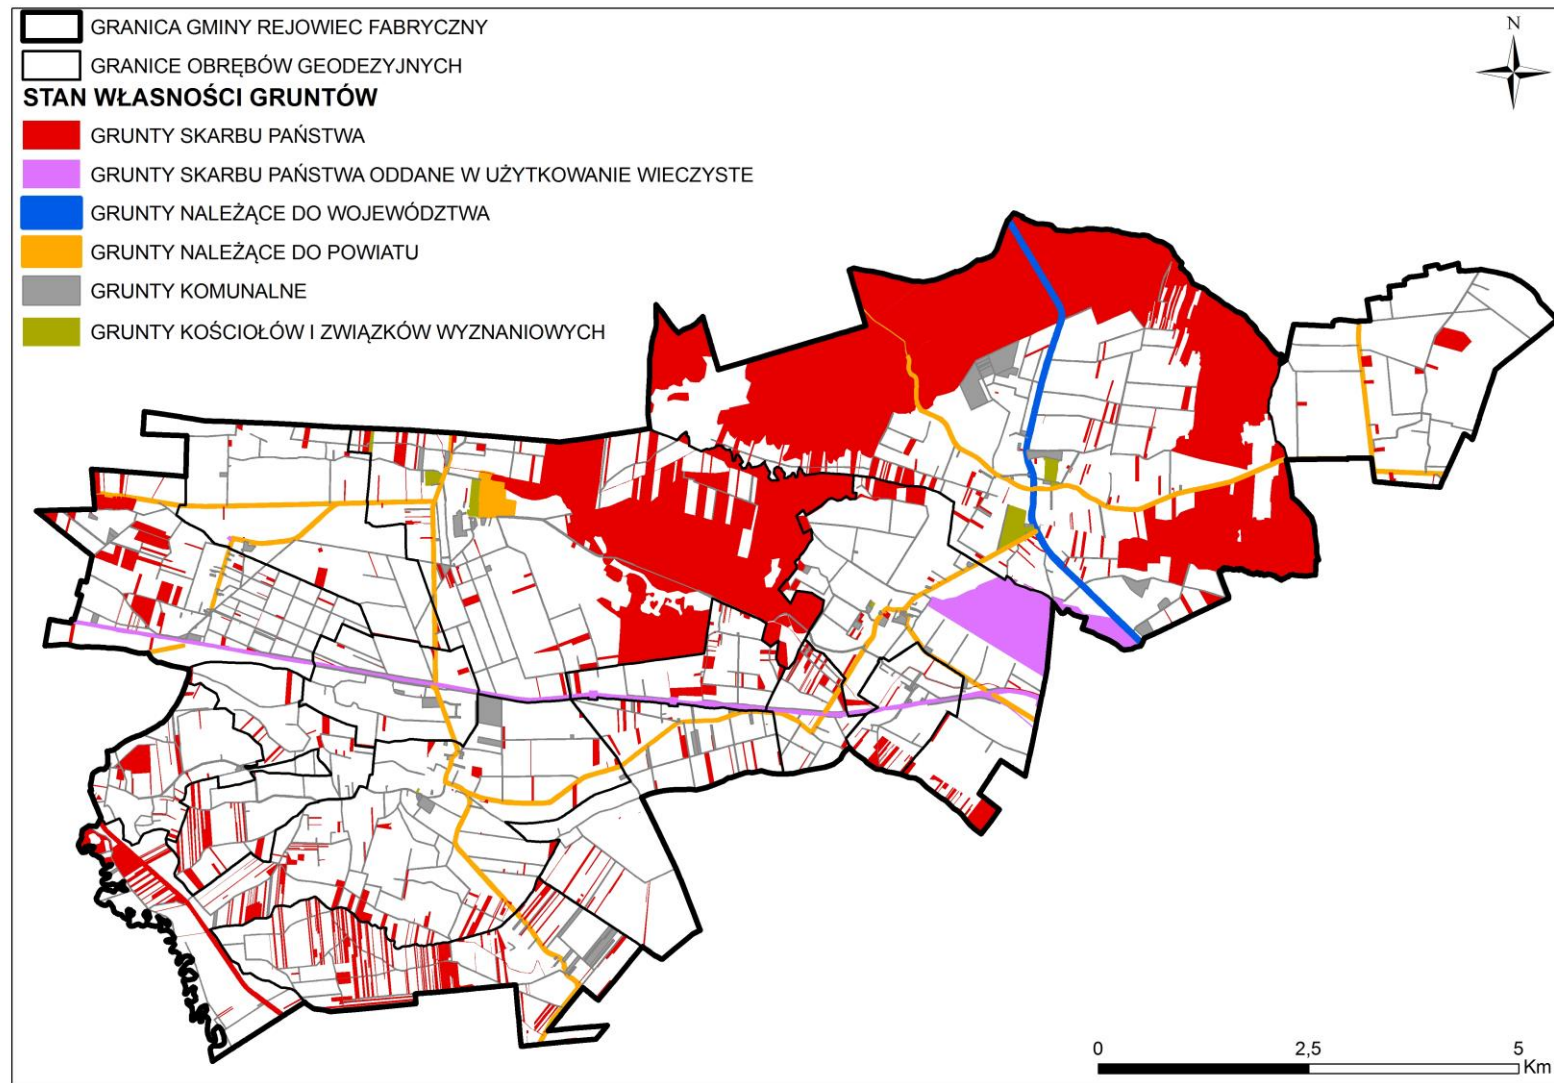 GRANICA GMINY REJOWIEC FABRYCZNY
GRANICE OBRĘBÓW GEODEZYJNYCH
STAN WŁASNOŚCI GRUNTÓW
GRUNTY SKARBU PAŃSTWA
GRUNTY SKARBU PAŃSTWA ODDANE W UŻYTKOWANIE WIECZYSTE
GRUNTY NALEŻĄCE DO WOJEWÓDZTWA
GRUNTY NALEŻĄCE DO POWIATU
GRUNTY KOMUNALNE
GRUNTY KOŚCIOŁÓW I ZWIĄZKÓW WYZNANIOWYCH
N
0 2,5 5
Km